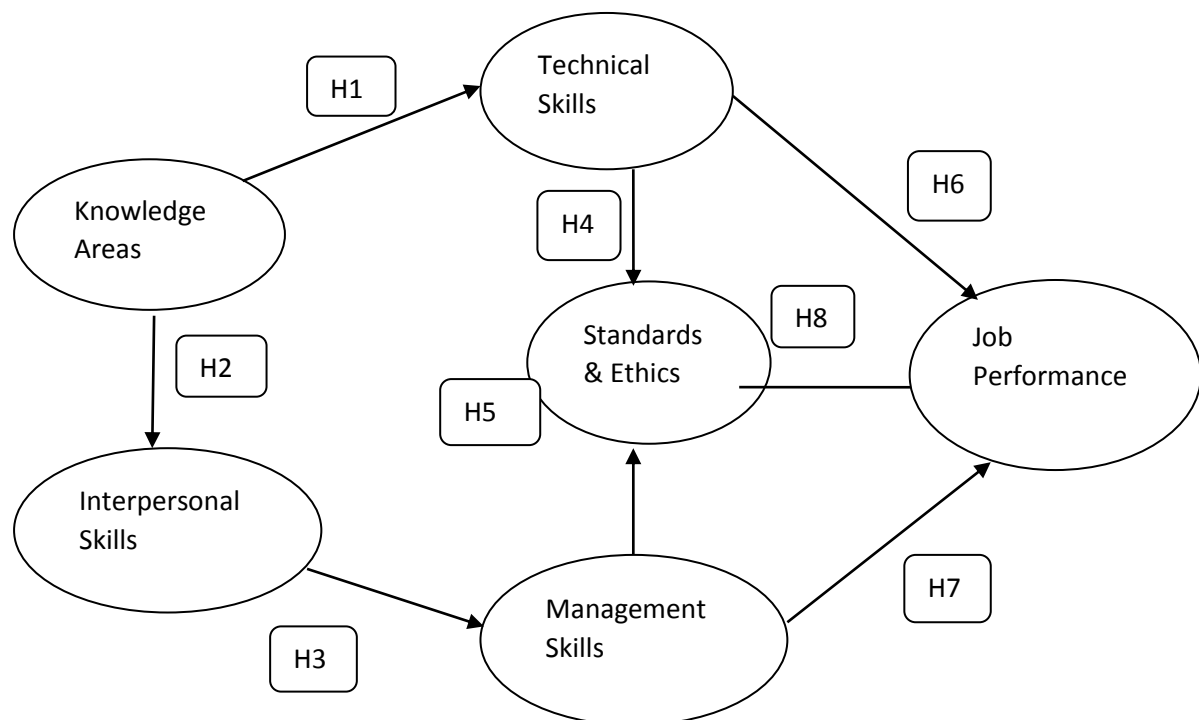 Technical
Skills
H1
H6
Knowledge
Areas
H4
H8
Standards
& Ethics
Job
Performance
H2
H5
Interpersonal
Skills
H7
Management
Skills
H3